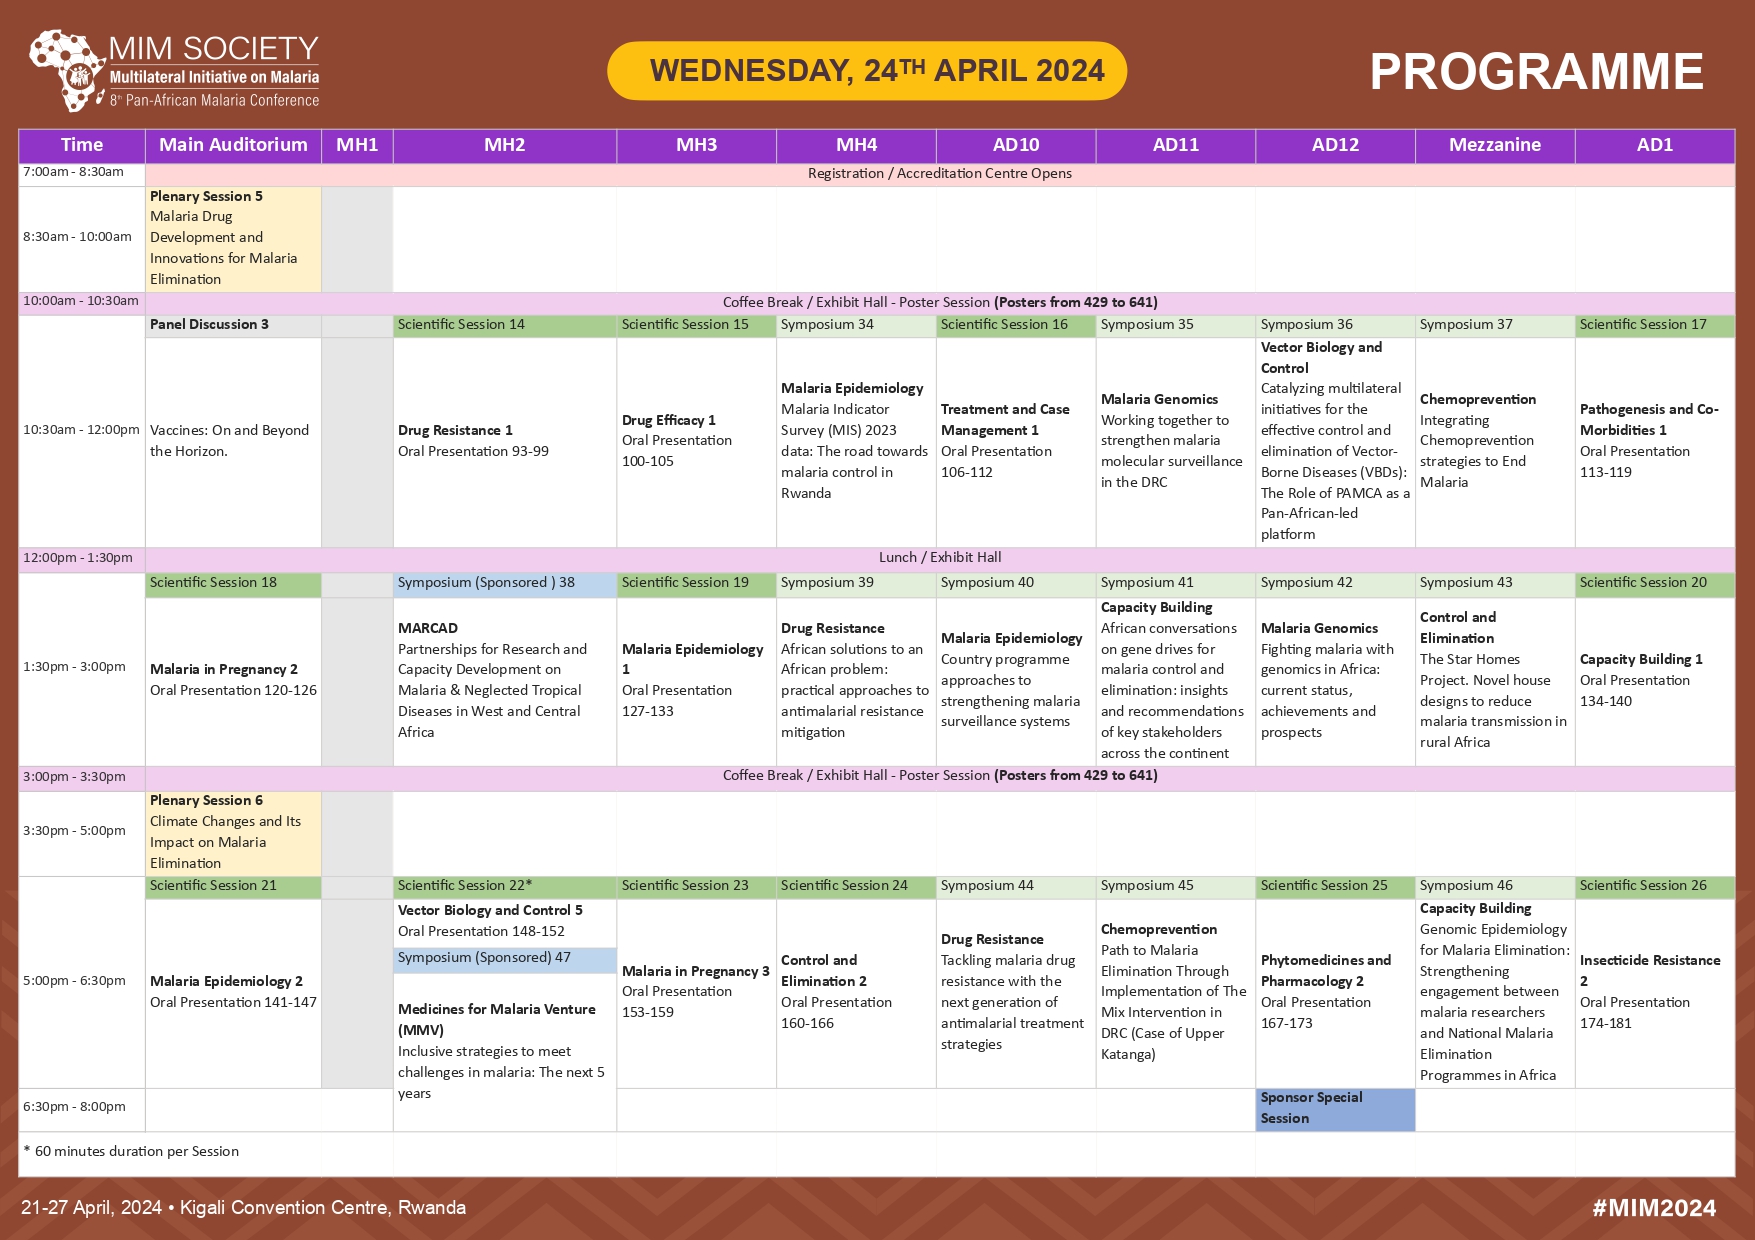 MIM SOCIETY
Multilateral Initiative on Malaria
8th Pan-African Malaria Conference
WEDNESDAY, 24TH APRIL 2024
PROGRAMME
Time Main Auditorium MH1 MH2 MH3 MH4 AD10 AD11 AD12 Mezzanine AD1
7:00am - 8:30am
Registration / Accreditation Centre Opens
8:30am - 10:00am
Plenary Session 5
Malaria Drug
Development and
Innovations for Malaria
Elimination
10:00am - 10:30am
Coffee Break / Exhibit Hall - Poster Session (Posters from 429 to 641)
10:30am - 12:00pm
Panel Discussion 3
Vaccines: On and Beyond
the Horizon.
Scientific Session 14
Drug Resistance 1
Oral Presentation 93-99
Scientific Session 15
Drug Efficacy 1
Oral Presentation
100-105
Symposium 34
Malaria Epidemiology
Malaria Indicator
Survey (MIS) 2023
data: The road towards
malaria control in
Rwanda
Scientific Session 16
Treatment and Case
Management 1
Oral Presentation
106-112
Symposium 35
Malaria Genomics
Working together to
strengthen malaria
molecular surveillance
in the DRC
Symposium 36
Vector Biology and
Control
Catalyzing multilateral
initiatives for the
effective control and
elimination of Vector-
Borne Diseases (VBDs):
The Role of PAMCA as a
Pan-African-led
platform
Symposium 37
Chemoprevention
Integrating
Chemoprevention
strategies to End
Malaria
Scientific Session 17
Pathogenesis and Co-
Morbidities 1
Oral Presentation
113-119
12:00pm - 1:30pm
Lunch / Exhibit Hall
1:30pm - 3:00pm
Scientific Session 18
Malaria in Pregnancy 2
Oral Presentation 120-126
Symposium (Sponsored ) 38
MARCAD
Partnerships for Research and
Capacity Development on
Malaria & Neglected Tropical
Diseases in West and Central
Africa
Scientific Session 19
Malaria Epidemiology
1
Oral Presentation
127-133
Symposium 39
Drug Resistance
African solutions to an
African problem:
practical approaches to
antimalarial resistance
mitigation
Symposium 40
Malaria Epidemiology
Country programme
approaches to
strengthening malaria
surveillance systems
Symposium 41
Capacity Building
African conversations
on gene drives for
malaria control and
elimination: insights
and recommendations
of key stakeholders
across the continent
Symposium 42
Malaria Genomics
Fighting malaria with
genomics in Africa:
current status,
achievements and
prospects
Symposium 43
Control and
Elimination
The Star Homes
Project. Novel house
designs to reduce
malaria transmission in
rural Africa
Scientific Session 20
Capacity Building 1
Oral Presentation
134-140
3:00pm - 3:30pm
Coffee Break / Exhibit Hall - Poster Session (Posters from 429 to 641)
3:30pm - 5:00pm
Plenary Session 6
Climate Changes and Its
Impact on Malaria
Elimination
5:00pm - 6:30pm
Scientific Session 21
Malaria Epidemiology 2
Oral Presentation 141-147
Scientific Session 22*
Vector Biology and Control 5
Oral Presentation 148-152
Symposium (Sponsored) 47
Medicines for Malaria Venture
(MMV)
Inclusive strategies to meet
challenges in malaria: The next 5
years
Scientific Session 23
Malaria in Pregnancy 3
Oral Presentation
153-159
Scientific Session 24
Control and
Elimination 2
Oral Presentation
160-166
Symposium 44
Drug Resistance
Tackling malaria drug
resistance with the
next generation of
antimalarial treatment
strategies
Symposium 45
Chemoprevention
Path to Malaria
Elimination Through
Implementation of The
Mix Intervention in
DRC (Case of Upper
Katanga)
Scientific Session 25
Phytomedicines and
Pharmacology 2
Oral Presentation
167-173
Symposium 46
Capacity Building
Genomic Epidemiology
for Malaria Elimination:
Strengthening
engagement between
malaria researchers
and National Malaria
Elimination
Programmes in Africa
Scientific Session 26
Insecticide Resistance
2
Oral Presentation
174-181
6:30pm - 8:00pm
Sponsor Special
Session
* 60 minutes duration per Session
21-27 April, 2024 • Kigali Convention Centre, Rwanda
#MIM2024